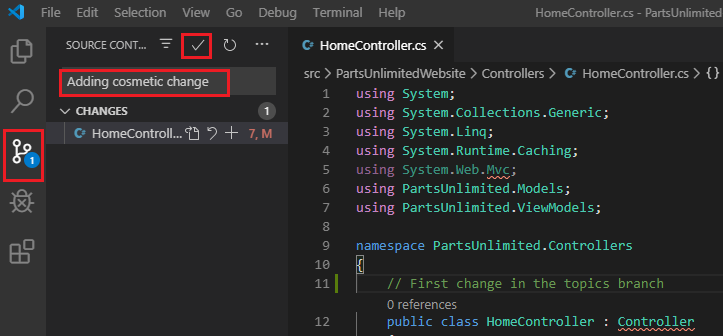 File Edit Selection View Go Debug Terminal Help HomeController.cs - PartsUnlimited
SOURCE CONT...
Adding cosmetic change
CHANGES 1
C# HomeControll... 7, M
1
C# HomeController.cs
src > PartsUnlimitedWebsite > Controllers > C# HomeController.cs > {}
1 using System;
2 using System.Collections.Generic;
3 using System.Linq;
4 using System.Runtime.Caching;
5 using System.Web.Mvc;
6 using PartsUnlimited.Models;
7 using PartsUnlimited.ViewModels;
8
9 namespace PartsUnlimited.Controllers
10 {
11 // First change in the topics branch
0 references
12 public class HomeController : Controller